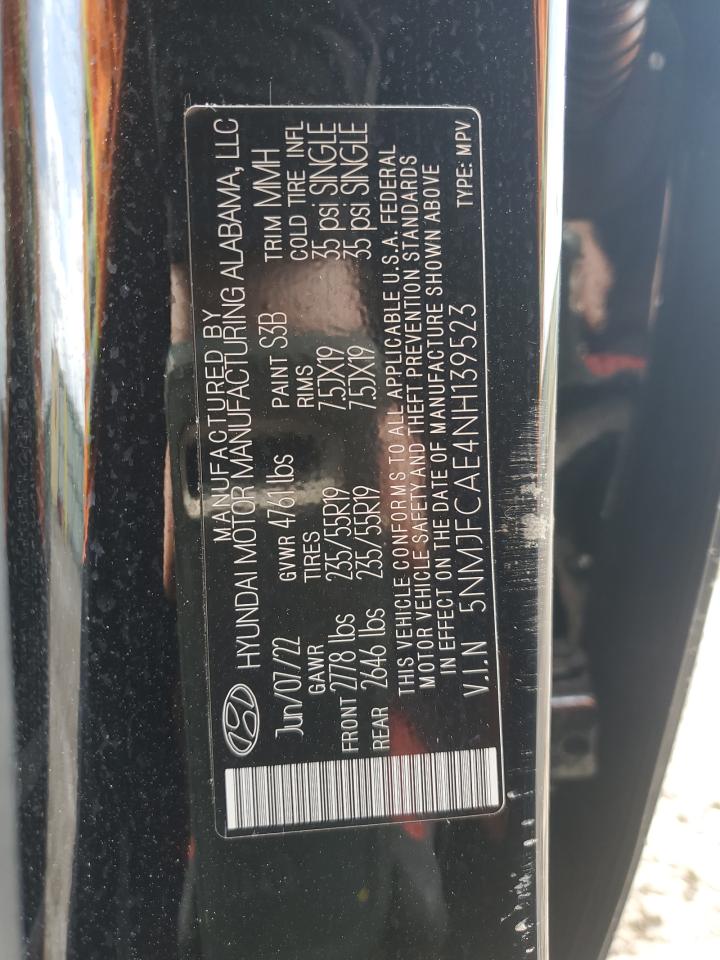 MANUFACTURED BY
HYUNDAI MOTOR MANUFACTURING ALABAMA, LLC
Jun/07/22 GVWR 4761 lbs PAINT S3B TRIM MMH
GAWR TIRES RIMS COLD TIRE INFL
FRONT 2778 lbs 235/55R19 7.5JX19 35 psi SINGLE
REAR 2646 lbs 235/55R19 7.5JX19 35 psi SINGLE
THIS VEHICLE CONFORMS TO ALL APPLICABLE U.S.A. FEDERAL
MOTOR VEHICLE SAFETY AND THEFT PREVENTION STANDARDS
IN EFFECT ON THE DATE OF MANUFACTURE SHOWN ABOVE
V.I.N 5NMJFCAE4NH139523 TYPE: MPV